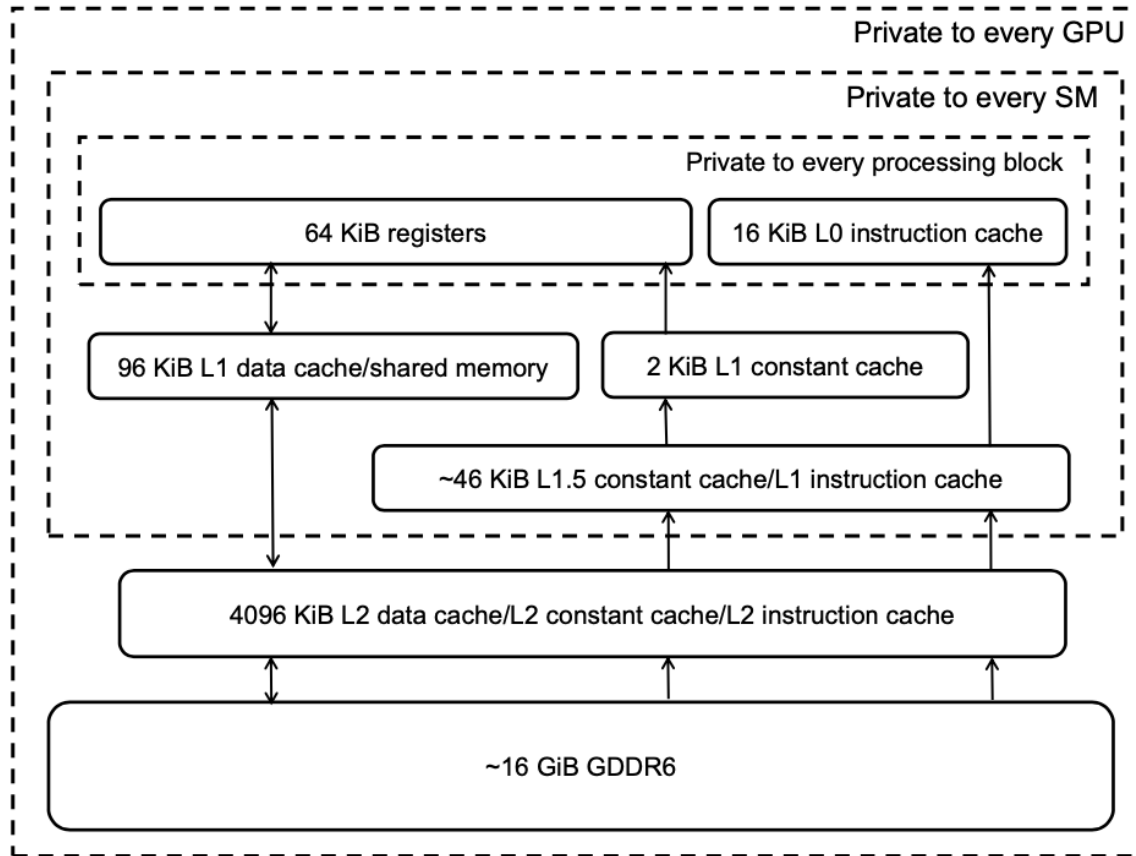 Private to every GPU
Private to every SM
Private to every processing block
64 KiB registers
16 KiB L0 instruction cache
96 KiB L1 data cache/shared memory
2 KiB L1 constant cache
~46 KiB L1.5 constant cache/L1 instruction cache
4096 KiB L2 data cache/L2 constant cache/L2 instruction cache
~16 GiB GDDR6